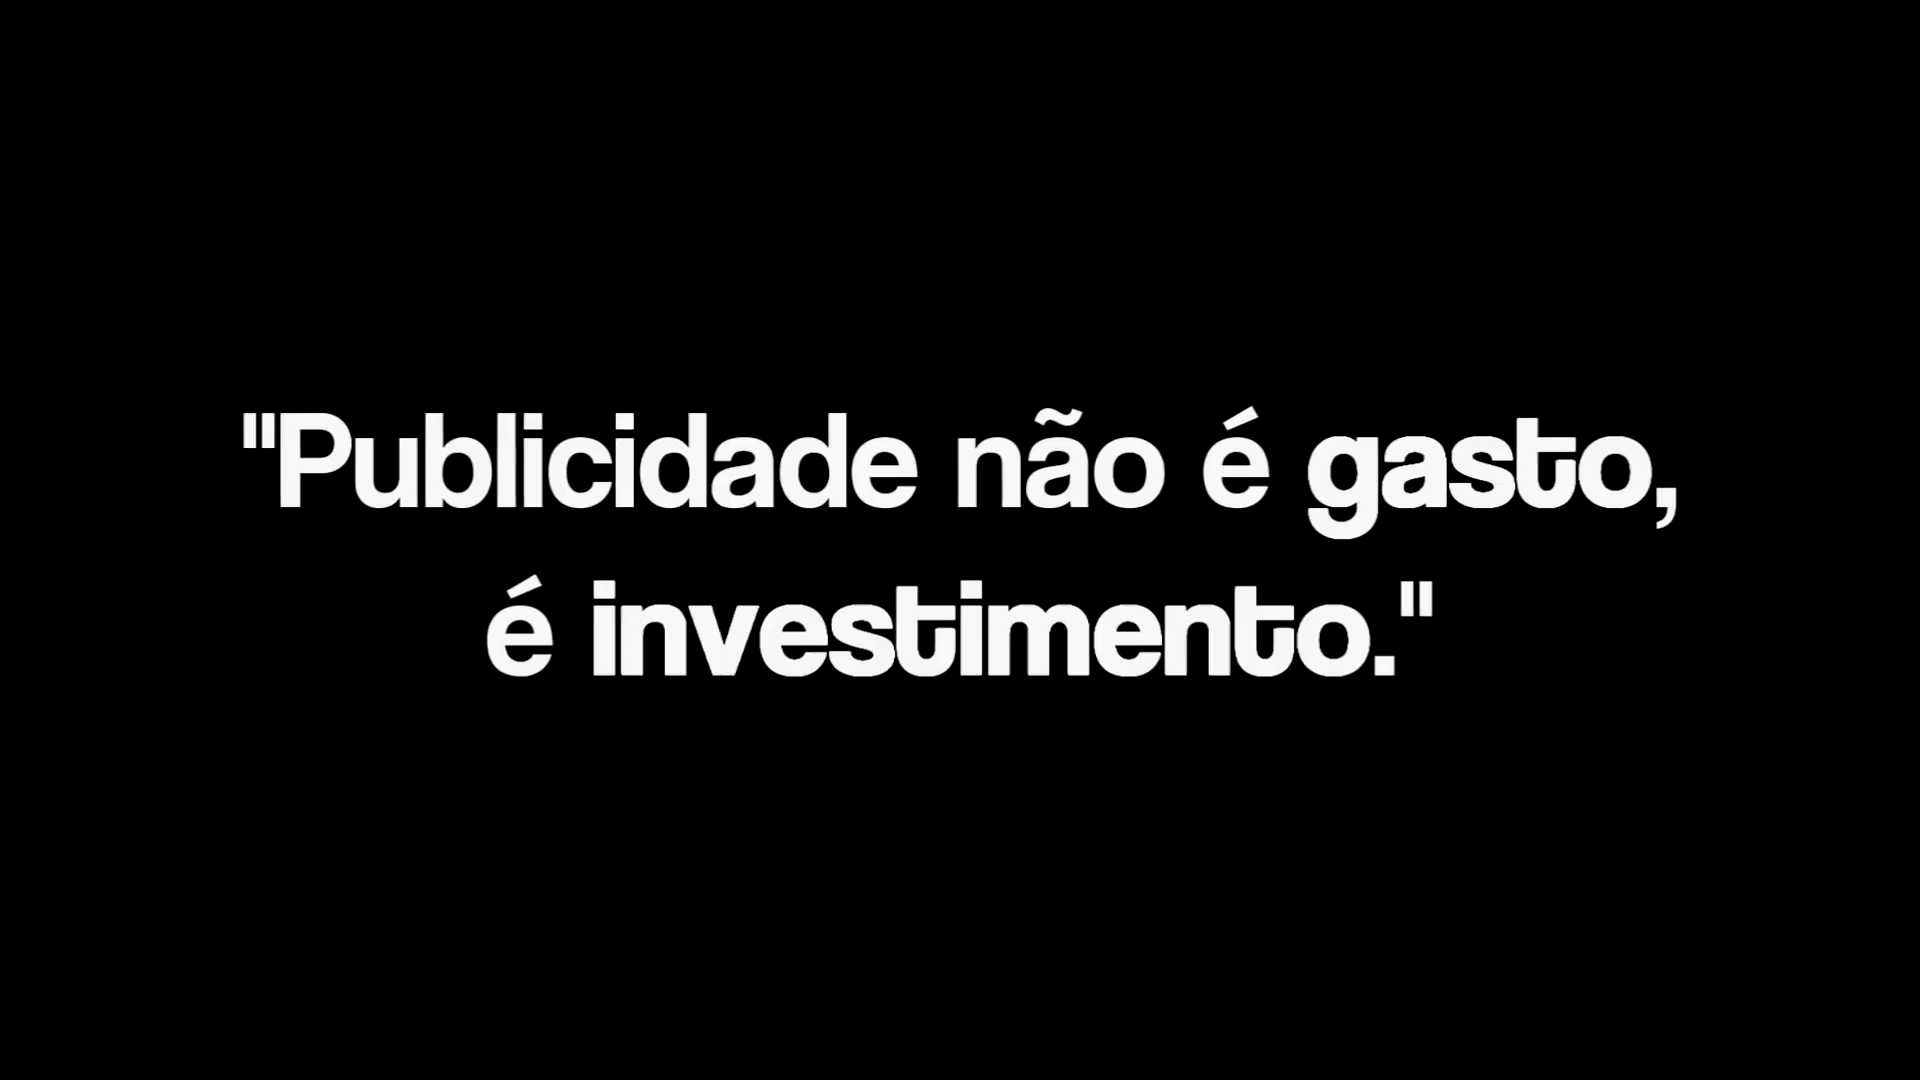 "Publicidade não é gasto,
é investimento."